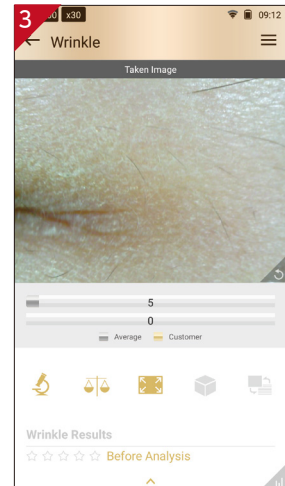 3
x30
09:12
Wrinkle
Taken Image
5
0
Average Customer
Wrinkle Results
Before Analysis